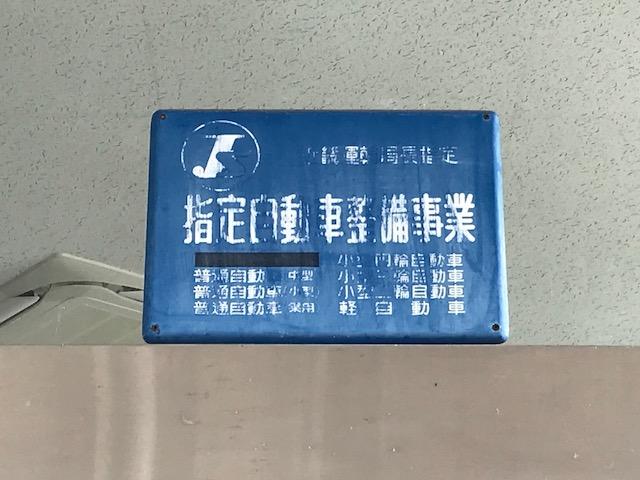 JS
運輸局長指定
指定自動車整備事業
小型四輪自動車
普通自動車(中型)
小型三輪自動車
普通自動車(小型)
小型二輪自動車
普通自動車(乗用)
軽自動車